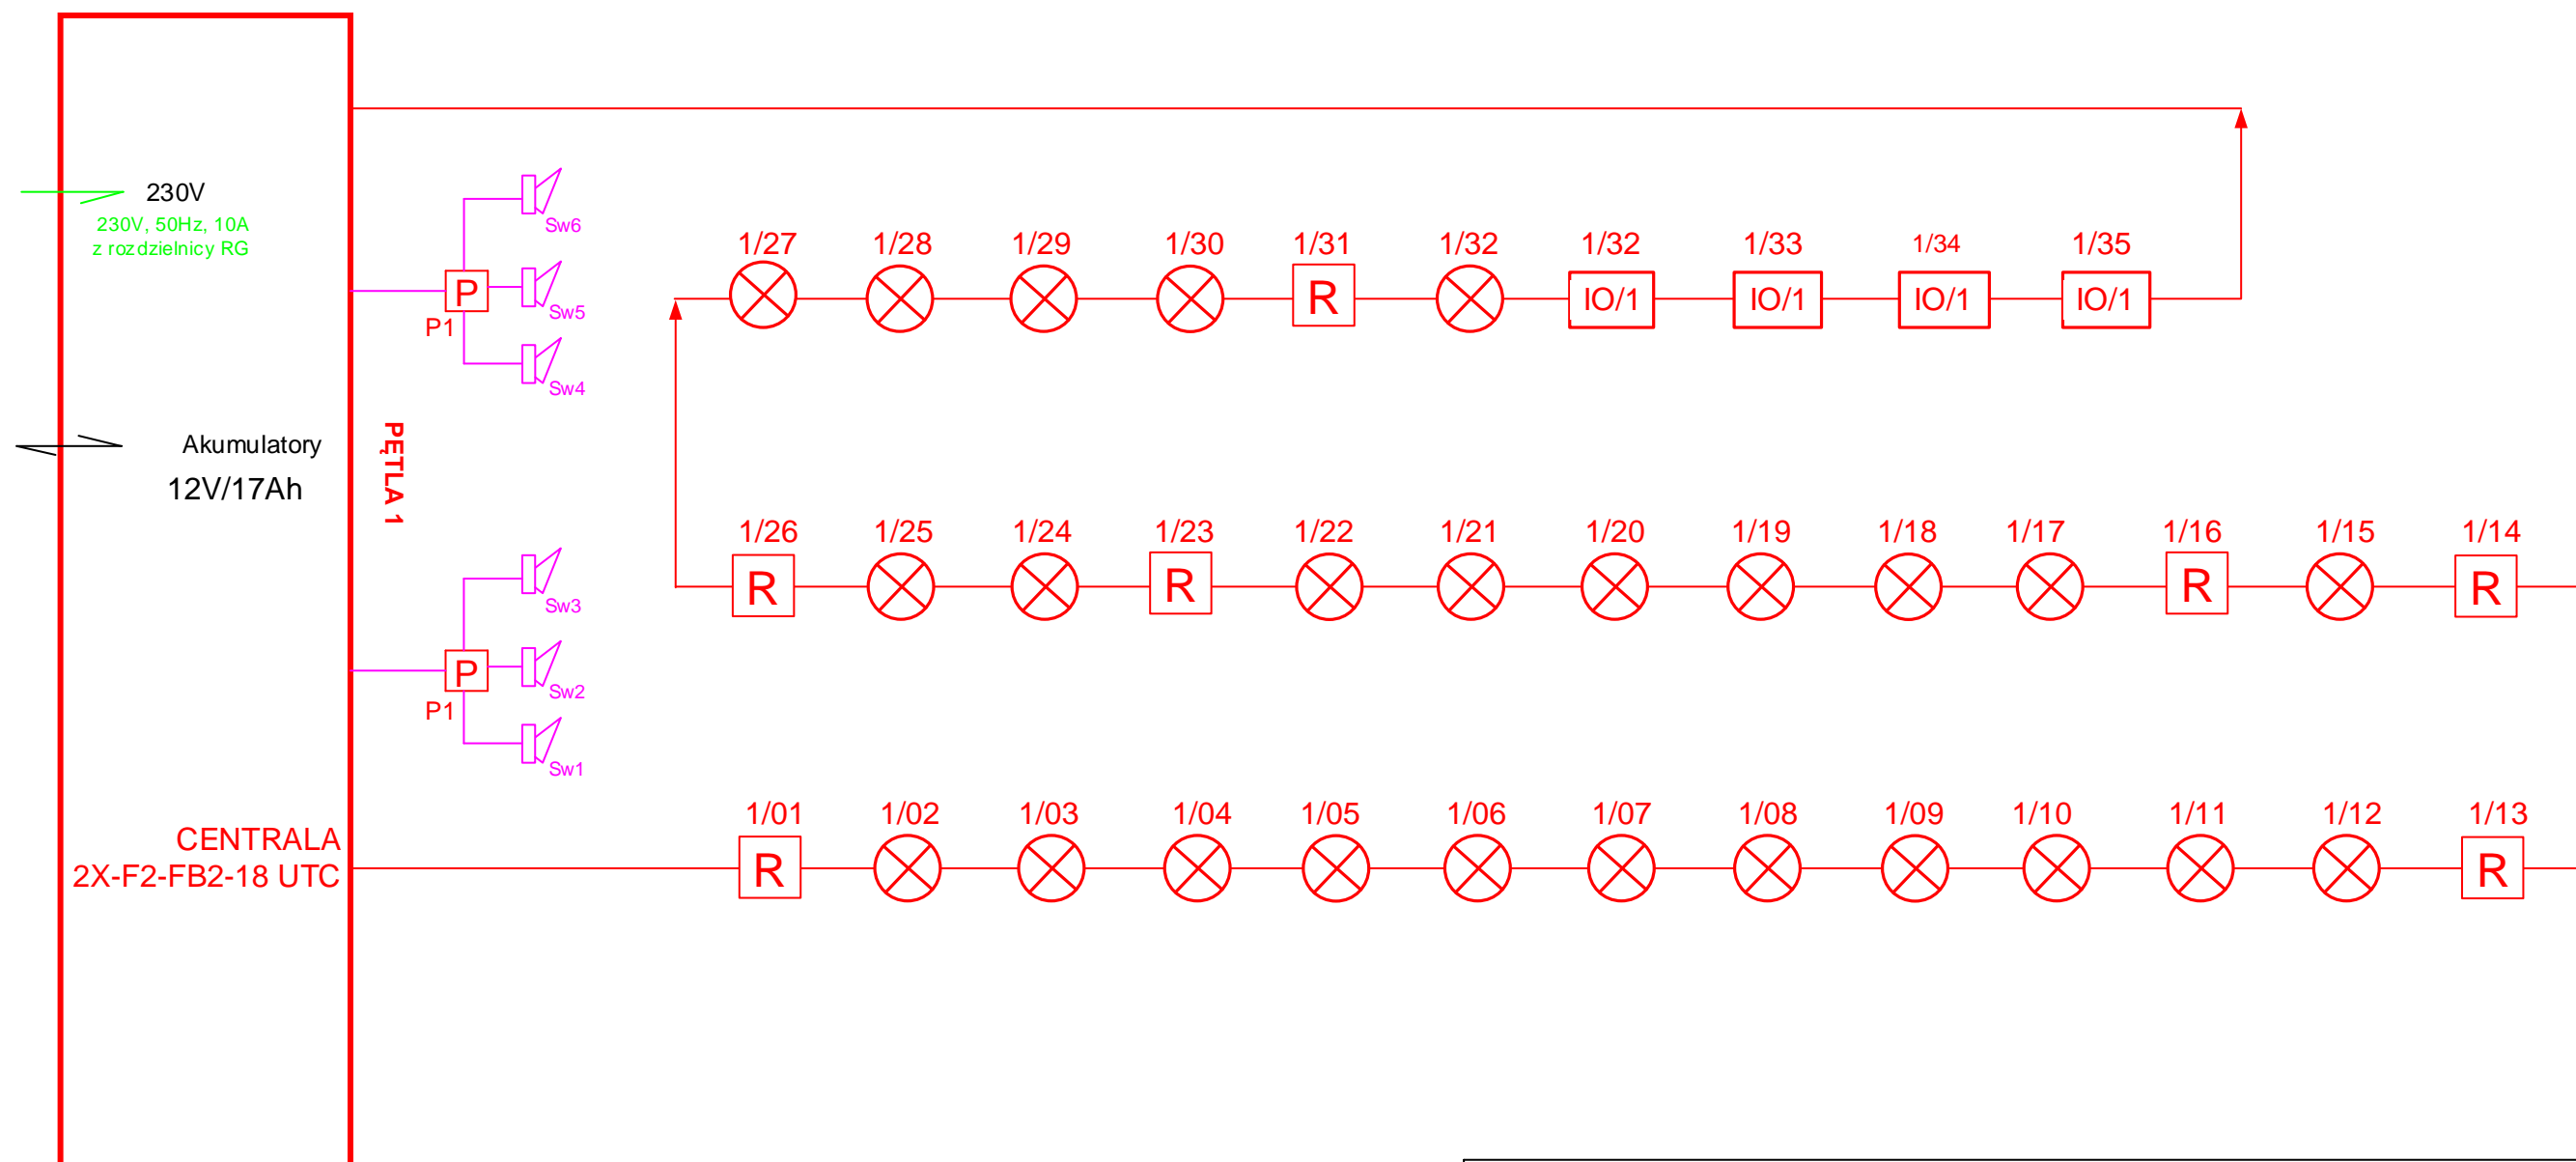 230V
230V, 50Hz, 10A
z rozdzielnicy RG
Sw6
P
Sw5
P1
Sw4
1/27 1/28 1/29 1/30 1/31 1/32 1/32 1/33 1/34 1/35
R IO/1 IO/1 IO/1 IO/1
Akumulatory
12V/17Ah
PĘTLA 1
1/26 1/25 1/24 1/23 1/22 1/21 1/20 1/19 1/18 1/17 1/16 1/15 1/14
R R R R
Sw3
P
Sw2
P1
Sw1
CENTRALA
2X-F2-FB2-18 UTC
1/01 1/02 1/03 1/04 1/05 1/06 1/07 1/08 1/09 1/10 1/11 1/12 1/13
R R